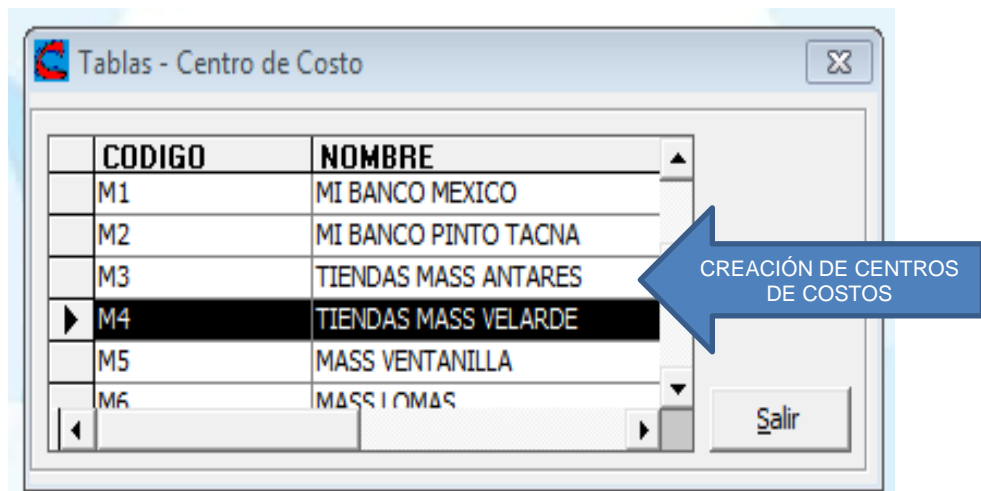 Tablas - Centro de Costo
CODIGO NOMBRE
M1 MI BANCO MEXICO
M2 MI BANCO PINTO TACNA
M3 TIENDAS MASS ANTARES
M4 TIENDAS MASS VELARDE
M5 MASS VENTANILLA
M6 MASS LOMAS
CREACIÓN DE CENTROS
DE COSTOS
Salir